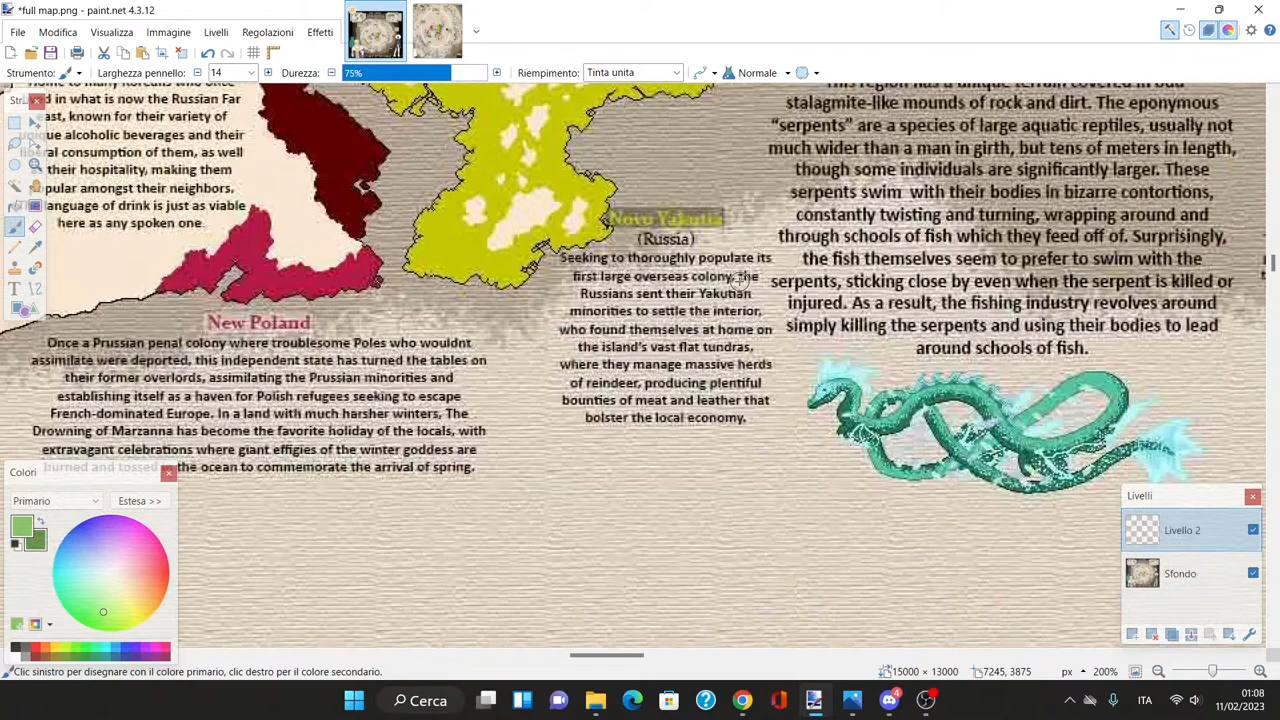 *full map.png - paint.net 4.3.12
File Modifica Visualizza Immagine Livelli Regolazioni Effetti
Strumento: Larghezza pennello: 14 Durezza: 75% Riempimento: Tinta unita Normale
who once
in what is now the Russian Far
ast, known for their variety of
que alcoholic beverages and their
eral consumption of them, as well
their hospitality, making them
pular amongst their neighbors,
language of drink is just as viable
here as any spoken one.
New Poland
Once a Prussian penal colony where troublesome Poles who wouldnt
assimilate were deported, this independent state has turned the tables on
their former overlords, assimilating the Prussian minorities and
establishing itself as a haven for Polish refugees seeking to escape
French-dominated Europe. In a land with much harsher winters, The
Drowning of Marzanna has become the favorite holiday of the locals, with
extravagant celebrations where giant effigies of the winter goddess are
burned and tossed the ocean to commemorate the arrival of spring.
Novo Yakutia
(Russia)
Seeking to thoroughly populate its
first large overseas colony, the
Russians sent their Yakutian
minorities to settle the interior,
who found themselves at home on
the island's vast flat tundras,
where they manage massive herds
of reindeer, producing plentiful
bounties of meat and leather that
bolster the local economy.
This region has a unique terrain covered in odd
stalagmite-like mounds of rock and dirt. The eponymous
“serpents” are a species of large aquatic reptiles, usually not
much wider than a man in girth, but tens of meters in length,
though some individuals are significantly larger. These
serpents swim with their bodies in bizarre contortions,
constantly twisting and turning, wrapping around and
through schools of fish which they feed off of. Surprisingly,
the fish themselves seem to prefer to swim with the
serpents, sticking close by even when the serpent is killed or
injured. As a result, the fishing industry revolves around
simply killing the serpents and using their bodies to lead
around schools of fish.
Colori
Primario Estesa >>
Livelli
Livello 2
Sfondo
Clic sinistro per disegnare con il colore primario, clic destro per il colore secondario.
15000 × 13000 7245, 3875 px 200%
Cerca
4
ITA
01:08
11/02/2023